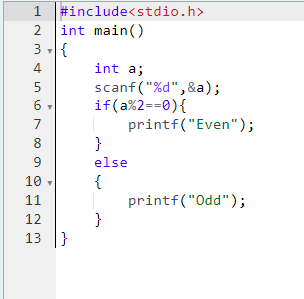 1 #include<stdio.h>
2 int main()
3 {
4     int a;
5     scanf("%d",&a);
6     if(a%2==0){
7         printf("Even");
8     }
9     else
10     {
11         printf("Odd");
12     }
13 }